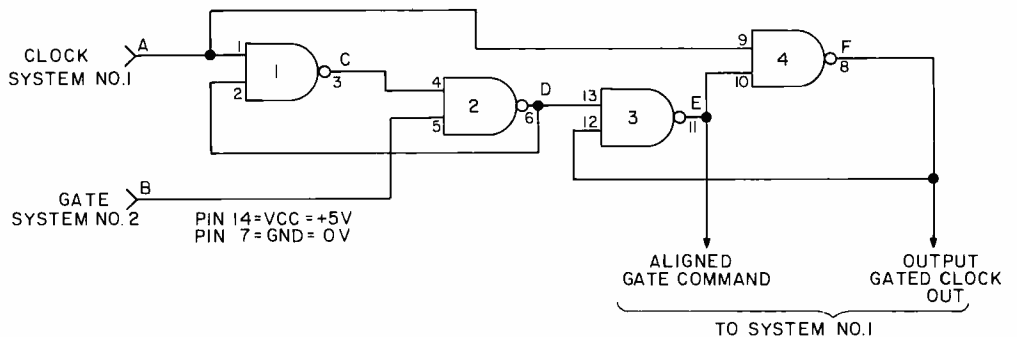 CLOCK
SYSTEM NO.1
A
1
2
1
C
3
4
5
2
D
6
13
12
3
E
11
9
10
4
F
8
GATE
SYSTEM NO. 2
B
PIN 14=VCC=+5V
PIN 7=GND=0V
ALIGNED
GATE COMMAND
OUTPUT
GATED CLOCK
OUT
TO SYSTEM NO.1